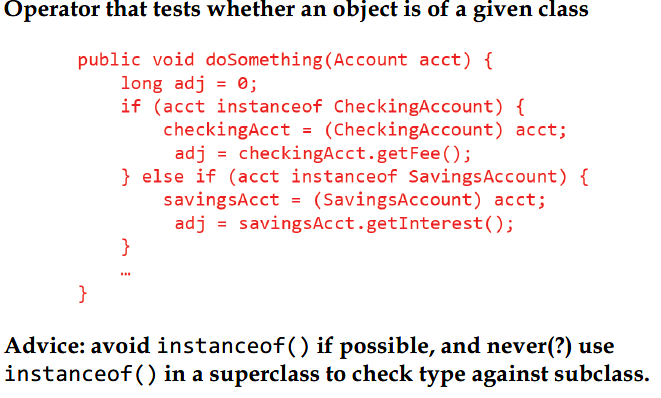 Operator that tests whether an object is of a given class
public void doSomething(Account acct) {
long adj = 0;
if (acct instanceof CheckingAccount) {
checkingAcct = (CheckingAccount) acct;
adj = checkingAcct.getFee();
} else if (acct instanceof SavingsAccount) {
savingsAcct = (SavingsAccount) acct;
adj = savingsAcct.getInterest();
}
…
}
Advice: avoid instanceof() if possible, and never(?) use
instanceof() in a superclass to check type against subclass.